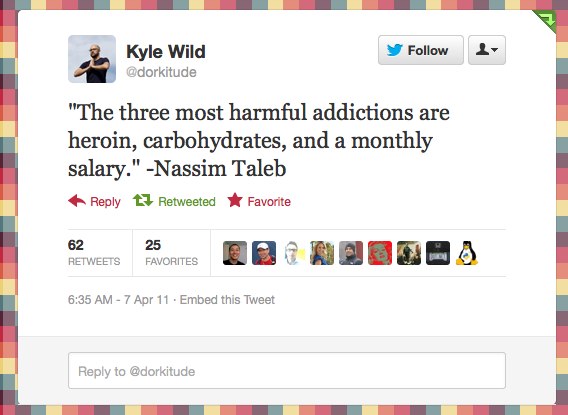 Kyle Wild
@dorkitude
Follow
"The three most harmful addictions are
heroin, carbohydrates, and a monthly
salary." -Nassim Taleb
Reply Retweeted Favorite
62 25
RETWEETS FAVORITES
6:35 AM - 7 Apr 11 · Embed this Tweet
Reply to @dorkitude